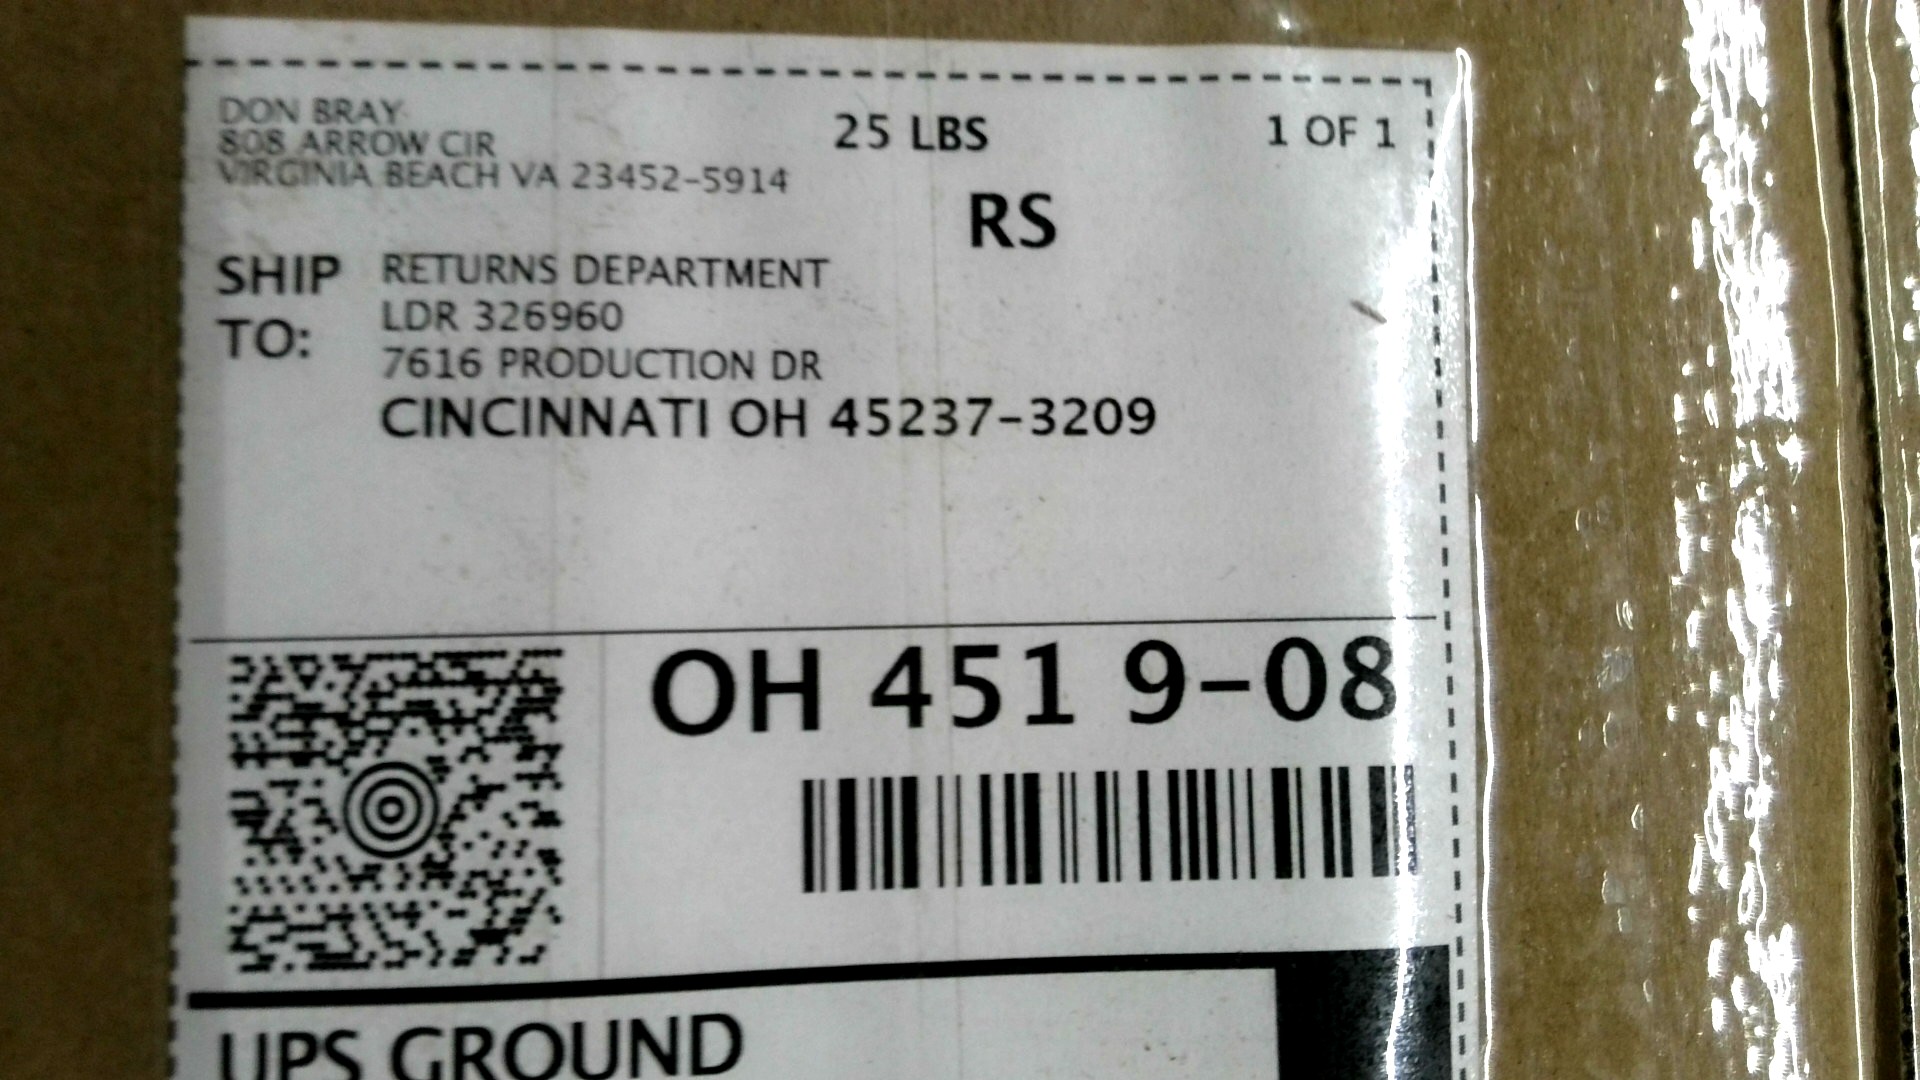 DON BRAY
808 ARROW CIR
VIRGINIA BEACH VA 23452-5914
25 LBS
1 OF 1
RS
SHIP TO:
RETURNS DEPARTMENT
LDR 326960
7616 PRODUCTION DR
CINCINNATI OH 45237-3209
OH 451 9-08
UPS GROUND